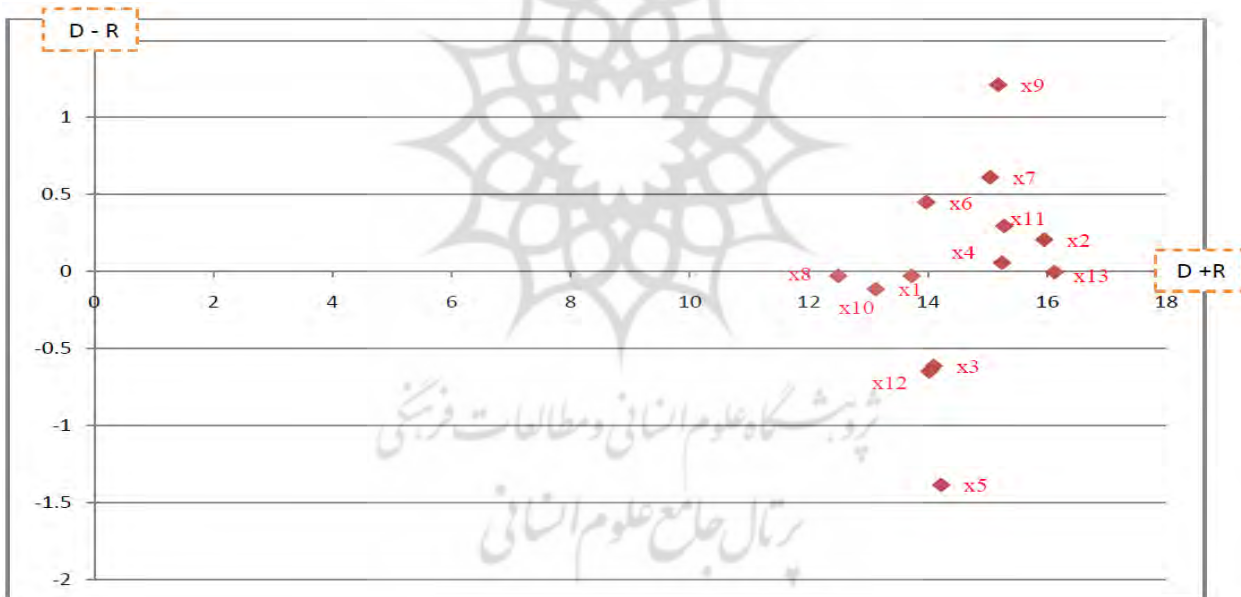 D - R
x9
1
x7
0.5
x6
x11
x2
x4
0
x8
x1
x13
D +R
0 2 4 6 8 10 12 14 16 18
x10
-0.5
x3
x12
-1
پژوهشگاه علوم انسانی و مطالعات فرهنگی
x5
-1.5
پرتال جامع علوم انسانی
-2